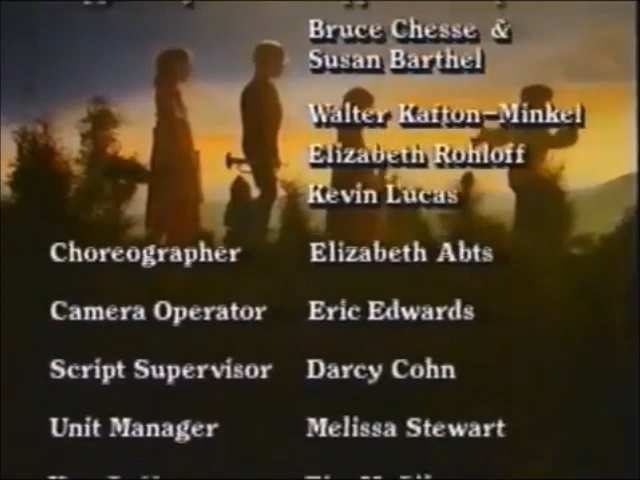 Bruce Chesse &
Susan Barthel
Walter Kafton-Minkel
Elizabeth Rohloff
Kevin Lucas
Choreographer Elizabeth Abts
Camera Operator Eric Edwards
Script Supervisor Darcy Cohn
Unit Manager Melissa Stewart